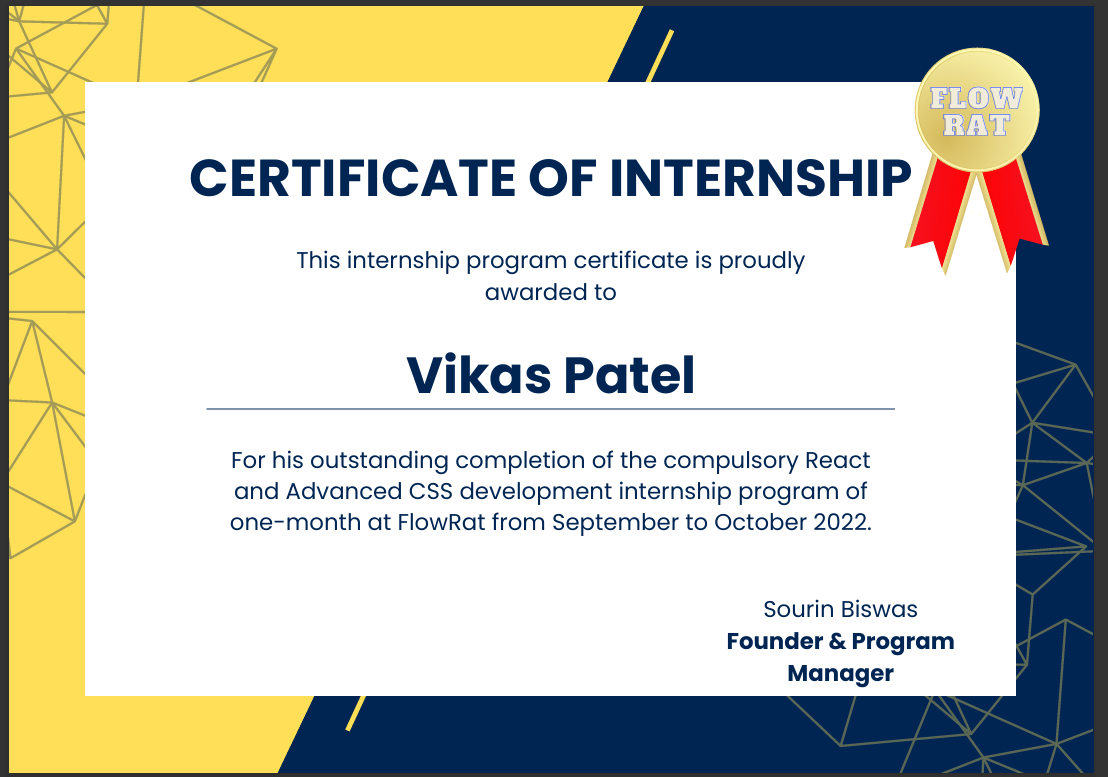 FLOW
RAT
CERTIFICATE OF INTERNSHIP
This internship program certificate is proudly
awarded to
Vikas Patel
For his outstanding completion of the compulsory React
and Advanced CSS development internship program of
one-month at FlowRat from September to October 2022.
Sourin Biswas
Founder & Program
Manager